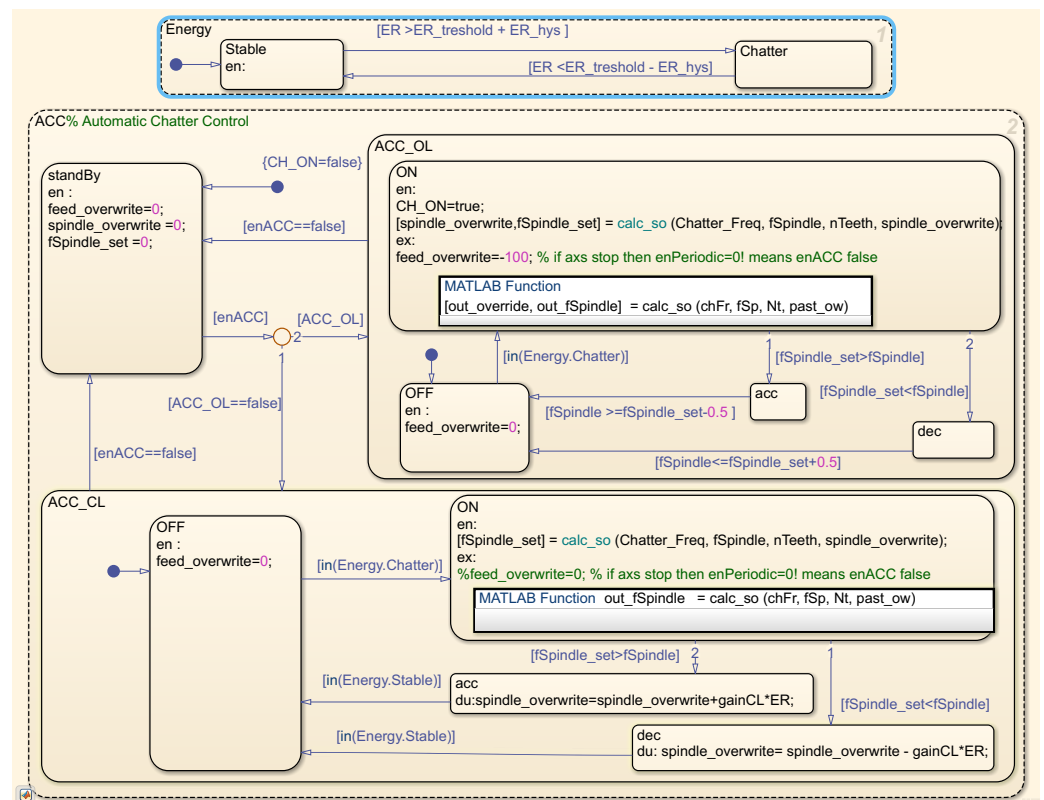 Energy
1
[ER >ER_treshold + ER_hys ]
Stable
en:
Chatter
[ER <ER_treshold - ER_hys]
ACC% Automatic Chatter Control
2
{CH_ON=false}
standBy
en :
feed_overwrite=0;
spindle_overwrite =0;
fSpindle_set =0;
[enACC==false]
[enACC]
2
[ACC_OL]
1
[ACC_OL==false]
[enACC==false]
ACC_OL
ON
en:
CH_ON=true;
[spindle_overwrite,fSpindle_set] = calc_so (Chatter_Freq, fSpindle, nTeeth, spindle_overwrite);
ex:
feed_overwrite=-100; % if axs stop then enPeriodic=0! means enACC false
MATLAB Function
[out_override, out_fSpindle] = calc_so (chFr, fSp, Nt, past_ow)
[in(Energy.Chatter)]
1
[fSpindle_set>fSpindle]
2
[fSpindle_set<fSpindle]
OFF
en :
feed_overwrite=0;
acc
[fSpindle >=fSpindle_set-0.5 ]
dec
[fSpindle<=fSpindle_set+0.5]
ACC_CL
OFF
en :
feed_overwrite=0;
[in(Energy.Chatter)]
ON
en:
[fSpindle_set] = calc_so (Chatter_Freq, fSpindle, nTeeth, spindle_overwrite);
ex:
%feed_overwrite=0; % if axs stop then enPeriodic=0! means enACC false
MATLAB Function out_fSpindle = calc_so (chFr, fSp, Nt, past_ow)
[fSpindle_set>fSpindle]
2
1
[in(Energy.Stable)]
acc
du:spindle_overwrite=spindle_overwrite+gainCL*ER;
[fSpindle_set<fSpindle]
[in(Energy.Stable)]
dec
du: spindle_overwrite= spindle_overwrite - gainCL*ER;